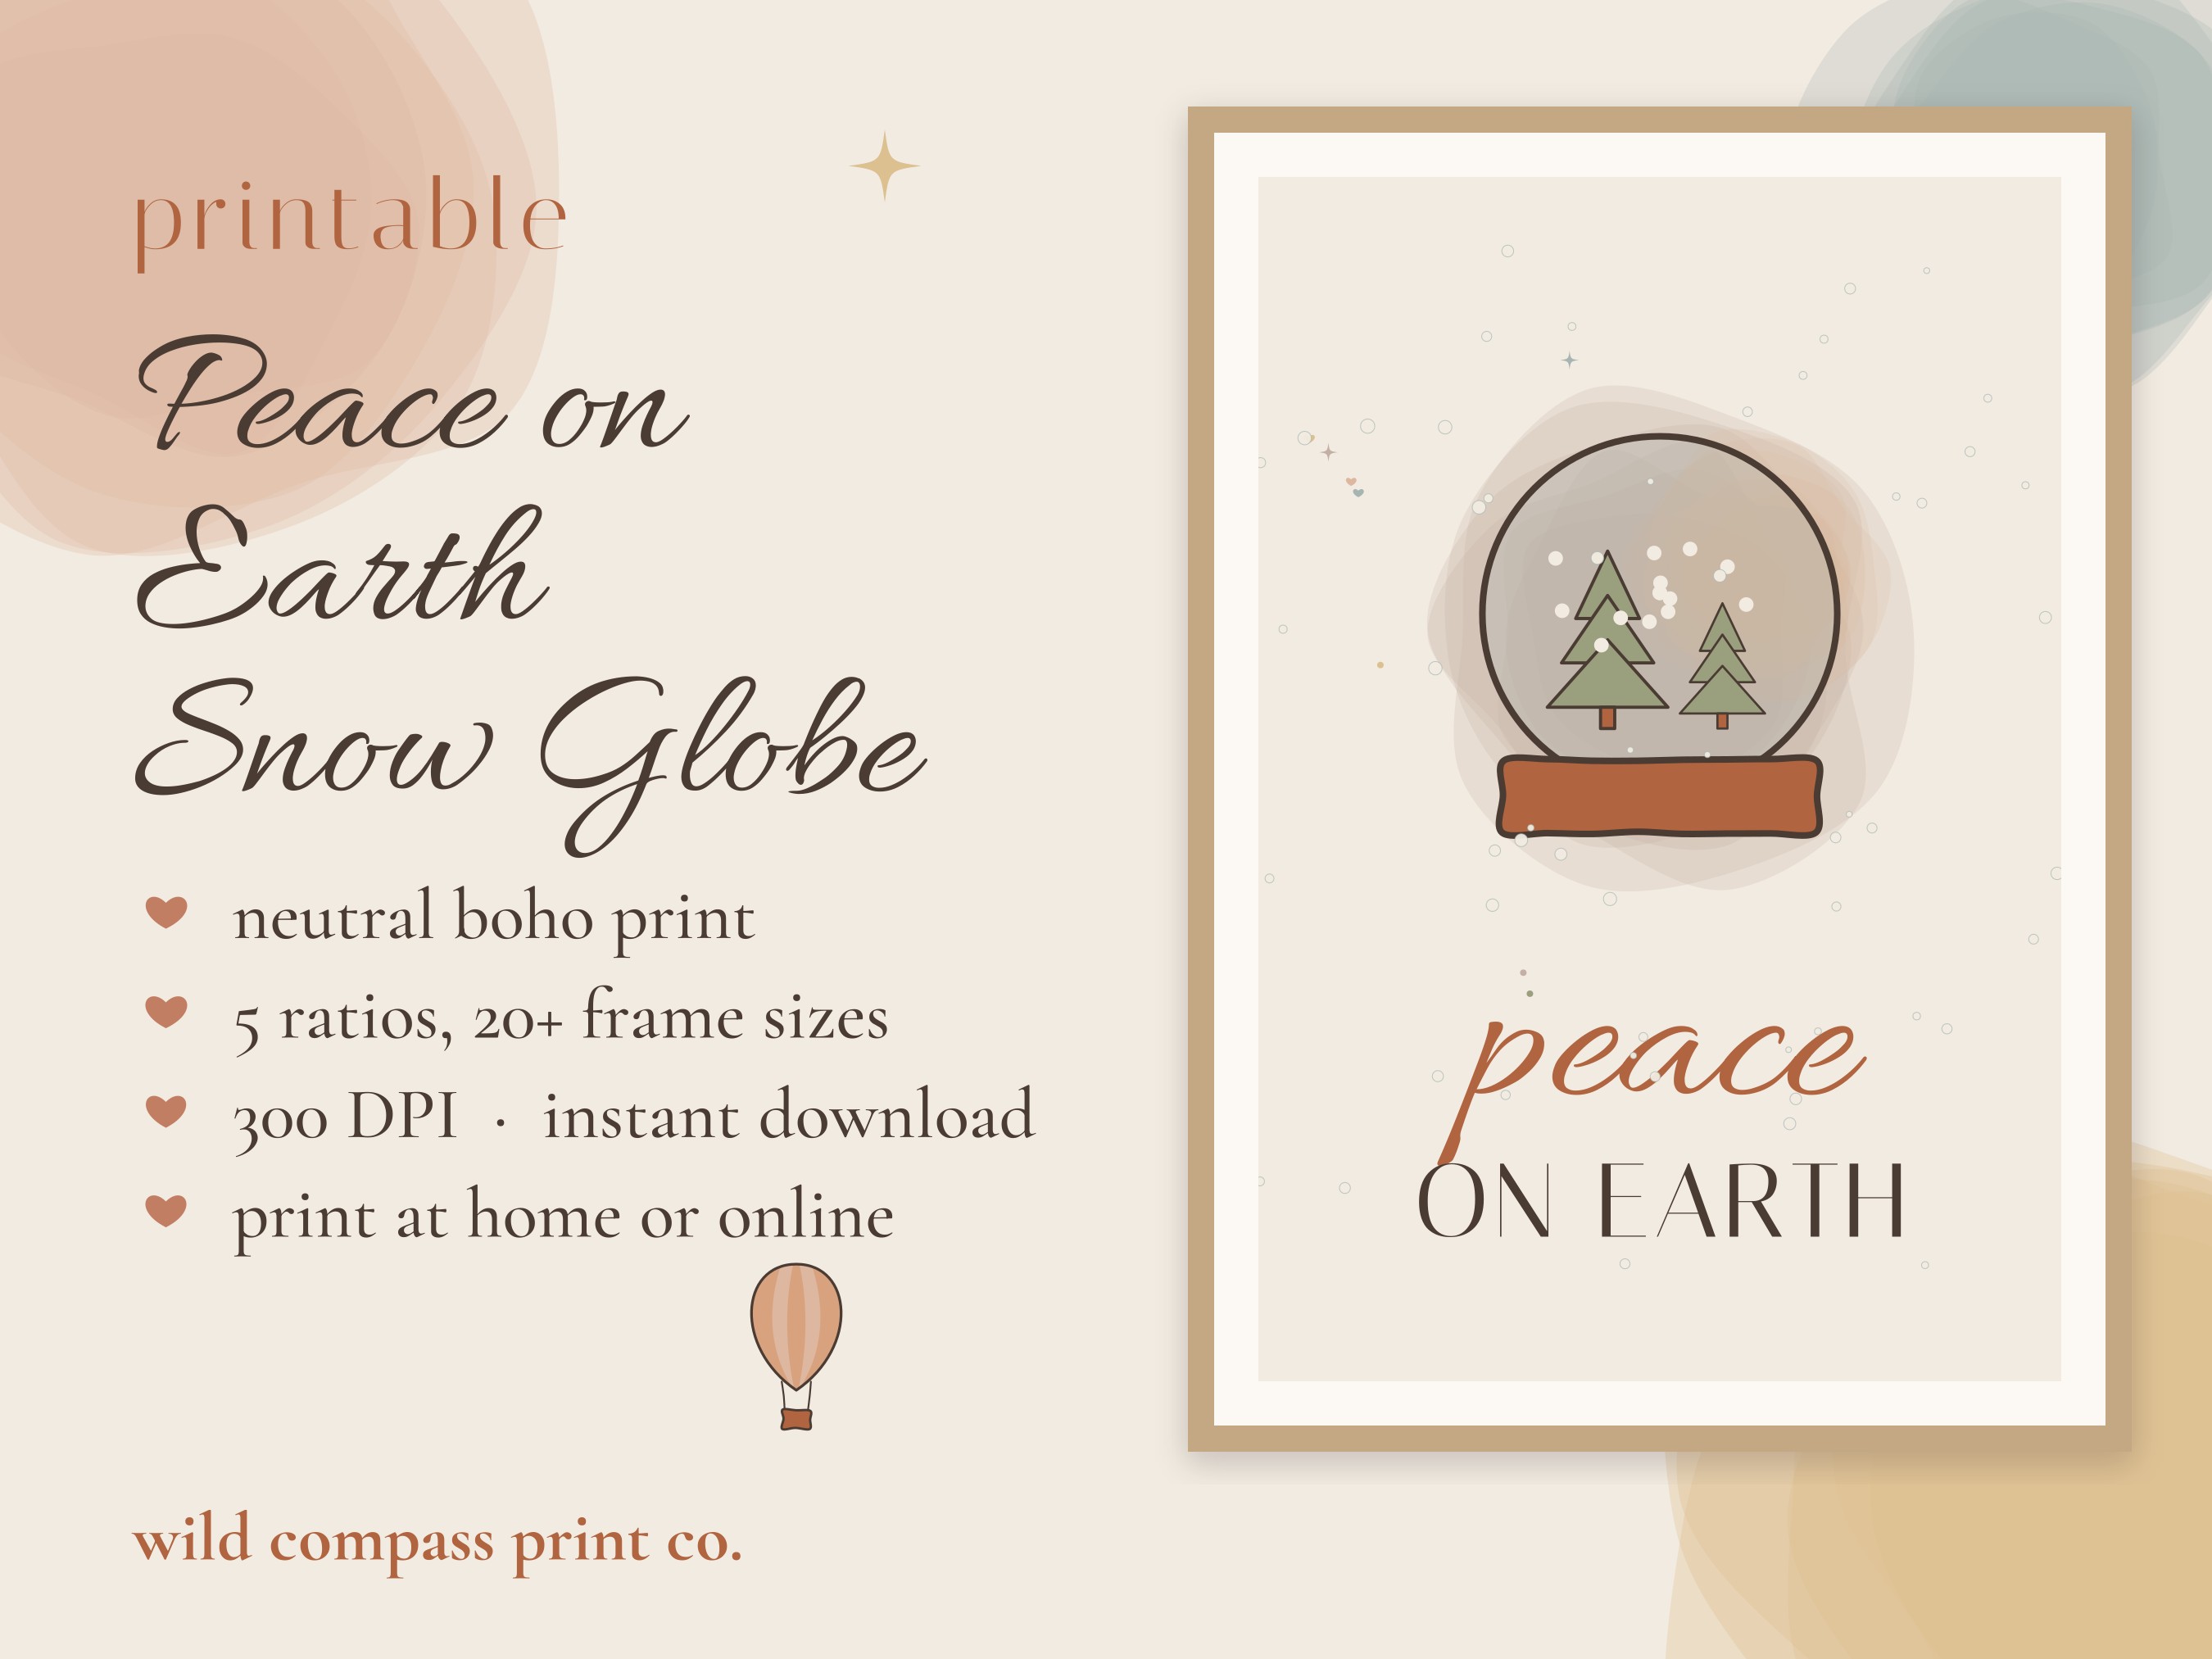 printable
Peace on
Earth
Snow Globe
neutral boho print
5 ratios, 20+ frame sizes
300 DPI · instant download
print at home or online
wild compass print co.
peace
ON EARTH